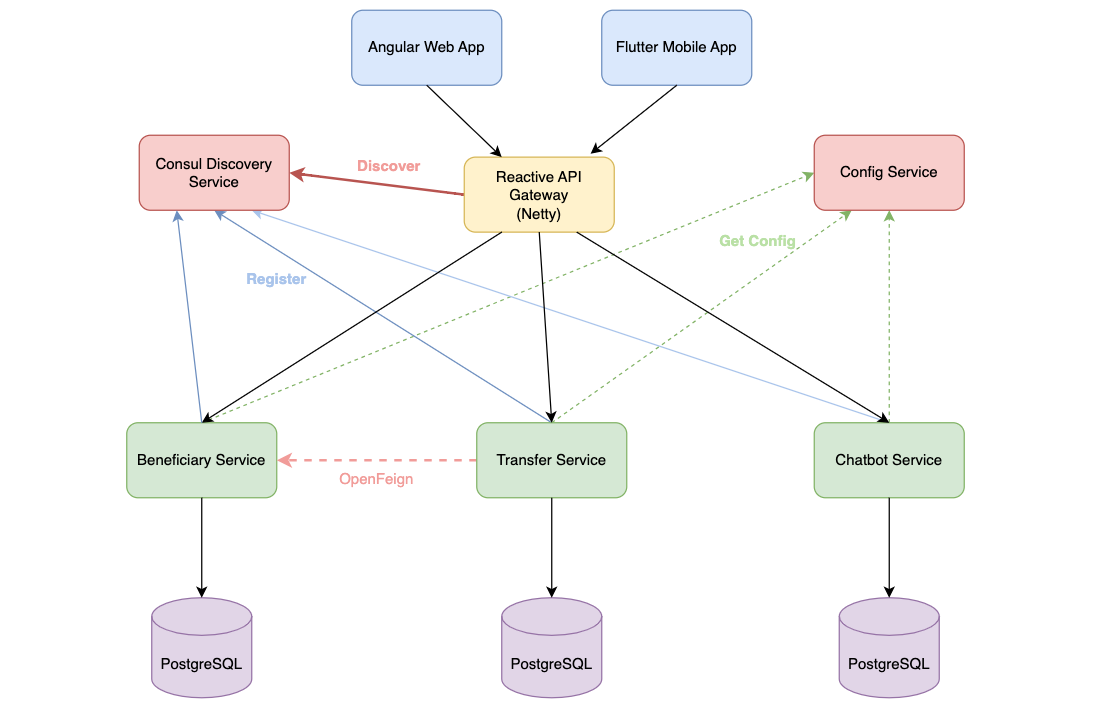 Angular Web App
Flutter Mobile App
Consul Discovery
Service
Discover
Reactive API
Gateway
(Netty)
Config Service
Get Config
Register
Beneficiary Service
OpenFeign
Transfer Service
Chatbot Service
PostgreSQL
PostgreSQL
PostgreSQL